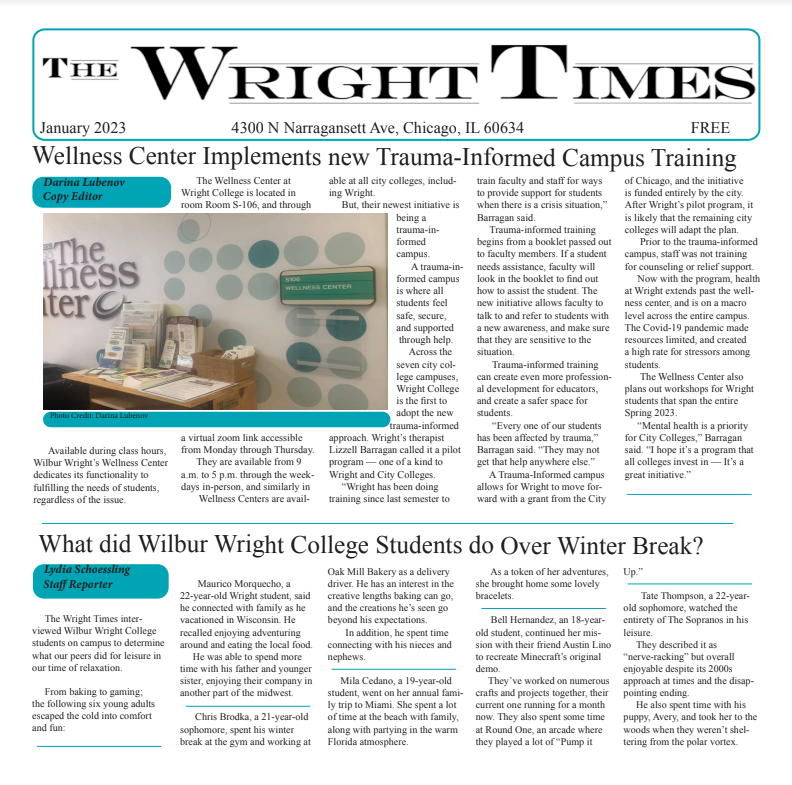 THE WRIGHT TIMES
January 2023
4300 N Narragansett Ave, Chicago, IL 60634
FREE
Wellness Center Implements new Trauma-Informed Campus Training
Darina Lubenov
Copy Editor
The
llness
ter
S106
WELLNESS CENTER
Photo Credit: Darina Lubenov
Available during class hours,
Wilbur Wright's Wellness Center
dedicates its functionality to
fulfilling the needs of students,
regardless of the issue.
The Wellness Center at
Wright College is located in
room Room S-106, and through
a virtual zoom link accessible
from Monday through Thursday.
They are available from 9
a.m. to 5 p.m. through the week-
days in-person, and similarly in
Wellness Centers are avail-
able at all city colleges, includ-
ing Wright.
But, their newest initiative is
being a
trauma-in-
formed
campus.
A trauma-in-
formed campus
is where all
students feel
safe, secure,
and supported
through help.
Across the
seven city col-
lege campuses,
Wright College
is the first to
adopt the new
trauma-informed
approach. Wright's therapist
Lizzell Barragan called it a pilot
program — one of a kind to
Wright and City Colleges.
“Wright has been doing
training since last semester to
train faculty and staff for ways
to provide support for students
when there is a crisis situation,”
Barragan said.
Trauma-informed training
begins from a booklet passed out
to faculty members. If a student
needs assistance, faculty will
look in the booklet to find out
how to assist the student. The
new initiative allows faculty to
talk to and refer to students with
a new awareness, and make sure
that they are sensitive to the
situation.
Trauma-informed training
can create even more profession-
al development for educators,
and create a safer space for
students.
“Every one of our students
has been affected by trauma,”
Barragan said. “They may not
get that help anywhere else.”
A Trauma-Informed campus
allows for Wright to move for-
ward with a grant from the City
of Chicago, and the initiative
is funded entirely by the city.
After Wright's pilot program, it
is likely that the remaining city
colleges will adapt the plan.
Prior to the trauma-informed
campus, staff was not training
for counseling or relief support.
Now with the program, health
at Wright extends past the well-
ness center, and is on a macro
level across the entire campus.
The Covid-19 pandemic made
resources limited, and created
a high rate for stressors among
students.
The Wellness Center also
plans out workshops for Wright
students that span the entire
Spring 2023.
“Mental health is a priority
for City Colleges,” Barragan
said. “I hope it's a program that
all colleges invest in — It's a
great initiative.”
What did Wilbur Wright College Students do Over Winter Break?
Lydia Schoessling
Staff Reporter
The Wright Times inter-
viewed Wilbur Wright College
students on campus to determine
what our peers did for leisure in
our time of relaxation.
From baking to gaming;
the following six young adults
escaped the cold into comfort
and fun:
Maurico Morquecho, a
22-year-old Wright student, said
he connected with family as he
vacationed in Wisconsin. He
recalled enjoying adventuring
around and eating the local food.
He was able to spend more
time with his father and younger
sister, enjoying their company in
another part of the midwest.
Chris Brodka, a 21-year-old
sophomore, spent his winter
break at the gym and working at
Oak Mill Bakery as a delivery
driver. He has an interest in the
creative lengths baking can go,
and the creations he's seen go
beyond his expectations.
In addition, he spent time
connecting with his nieces and
nephews.
Mila Cedano, a 19-year-old
student, went on her annual fami-
ly trip to Miami. She spent a lot
of time at the beach with family,
along with partying in the warm
Florida atmosphere.
As a token of her adventures,
she brought home some lovely
bracelets.
Bell Hernandez, an 18-year-
old student, continued her mis-
sion with their friend Austin Lino
to recreate Minecraft's original
demo.
They've worked on numerous
crafts and projects together, their
current one running for a month
now. They also spent some time
at Round One, an arcade where
they played a lot of “Pump it
Up.”
Tate Thompson, a 22-year-
old sophomore, watched the
entirety of The Sopranos in his
leisure.
They described it as
“nerve-racking” but overall
enjoyable despite its 2000s
approach at times and the disap-
pointing ending.
He also spent time with his
puppy, Avery, and took her to the
woods when they weren't shel-
tering from the polar vortex.